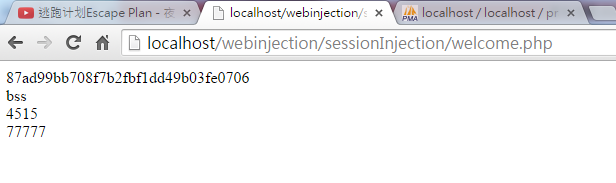 逃跑计划Escape Plan - 夜
localhost/webinjection/s
localhost / localhost / pr
localhost/webinjection/sessionInjection/welcome.php
87ad99bb708f7b2fbf1dd49b03fe0706
bss
4515
77777